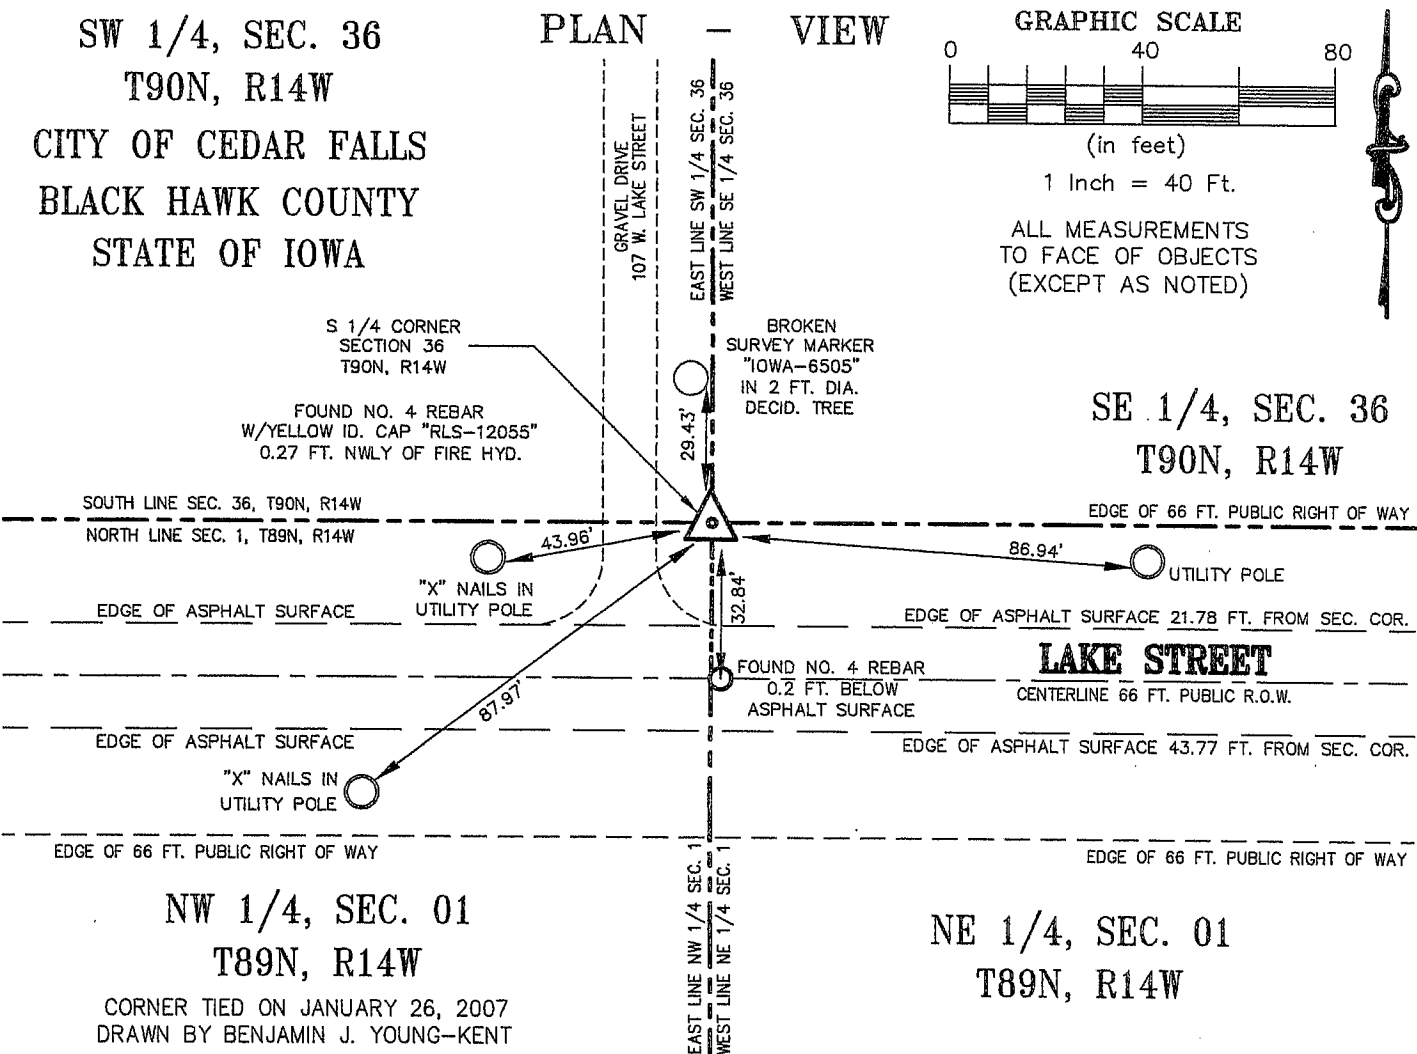 SW 1/4, SEC. 36
T90N, R14W
CITY OF CEDAR FALLS
BLACK HAWK COUNTY
STATE OF IOWA
PLAN - VIEW
GRAPHIC SCALE
0 40 80
(in feet)
1 Inch = 40 Ft.
ALL MEASUREMENTS
TO FACE OF OBJECTS
(EXCEPT AS NOTED)
GRAVEL DRIVE
107 W. LAKE STREET
EAST LINE SW 1/4 SEC. 36
WEST LINE SE 1/4 SEC. 36
S 1/4 CORNER
SECTION 36
T90N, R14W
FOUND NO. 4 REBAR
W/YELLOW ID. CAP "RLS-12055"
0.27 FT. NWLY OF FIRE HYD.
BROKEN
SURVEY MARKER
"IOWA-6505"
IN 2 FT. DIA.
DECID. TREE
29.43'
SE 1/4, SEC. 36
T90N, R14W
SOUTH LINE SEC. 36, T90N, R14W
NORTH LINE SEC. 1, T89N, R14W
EDGE OF 66 FT. PUBLIC RIGHT OF WAY
43.96'
86.94'
32.84'
87.97'
"X" NAILS IN
UTILITY POLE
UTILITY POLE
EDGE OF ASPHALT SURFACE
EDGE OF ASPHALT SURFACE 21.78 FT. FROM SEC. COR.
FOUND NO. 4 REBAR
0.2 FT. BELOW
ASPHALT SURFACE
LAKE STREET
CENTERLINE 66 FT. PUBLIC R.O.W.
EDGE OF ASPHALT SURFACE
EDGE OF ASPHALT SURFACE 43.77 FT. FROM SEC. COR.
"X" NAILS IN
UTILITY POLE
EDGE OF 66 FT. PUBLIC RIGHT OF WAY
EDGE OF 66 FT. PUBLIC RIGHT OF WAY
EAST LINE NW 1/4 SEC. 1
WEST LINE NE 1/4 SEC. 1
NW 1/4, SEC. 01
T89N, R14W
NE 1/4, SEC. 01
T89N, R14W
CORNER TIED ON JANUARY 26, 2007
DRAWN BY BENJAMIN J. YOUNG-KENT